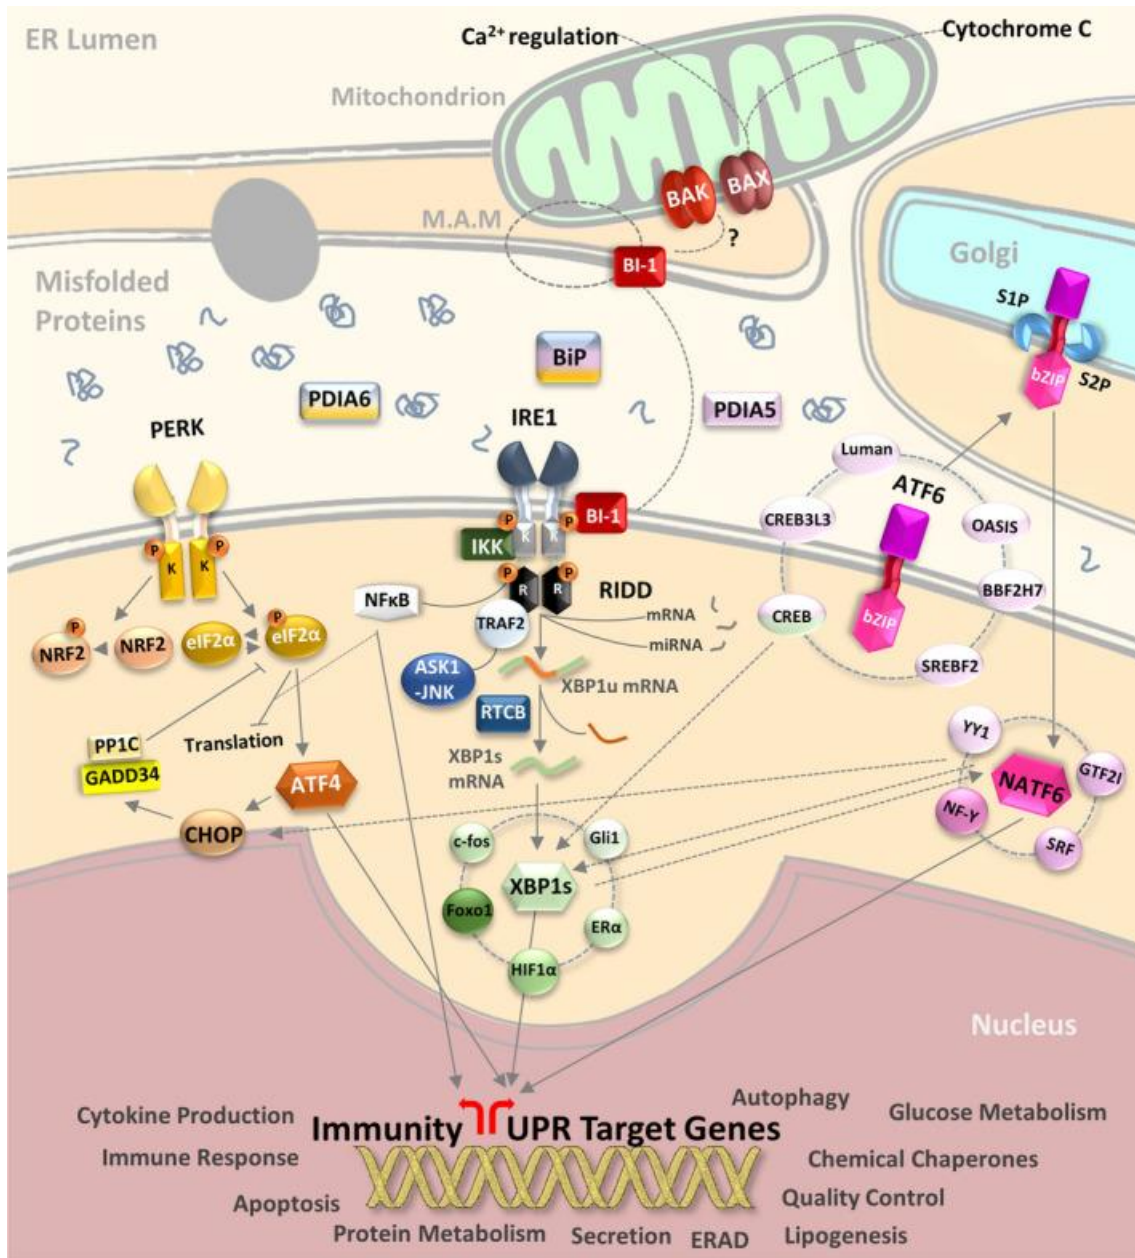 ER Lumen
Ca²⁺ regulation
Cytochrome C
Mitochondrion
BAK
BAX
M.A.M
?
BI-1
Golgi
Misfolded
Proteins
S1P
bZIP
S2P
BiP
PDIA6
PDIA5
PERK
IRE1
Luman
ATF6
CREB3L3
OASIS
P
P
K
K
P
P
IKK
K
K
BI-1
BBF2H7
bZIP
CREB
SREBF2
P
P
R
R
RIDD
NFκB
TRAF2
mRNA
miRNA
P
NRF2
NRF2
eIF2α
P
eIF2α
ASK1
-JNK
XBP1u mRNA
RTCB
Translation
PP1C
GADD34
XBP1s
mRNA
ATF4
CHOP
YY1
GTF2I
NATF6
NF-Y
SRF
c-fos
Gli1
XBP1s
Foxo1
ERα
HIF1α
Nucleus
Cytokine Production
Immunity
UPR Target Genes
Autophagy
Glucose Metabolism
Immune Response
Chemical Chaperones
Apoptosis
Quality Control
Protein Metabolism
Secretion
ERAD
Lipogenesis